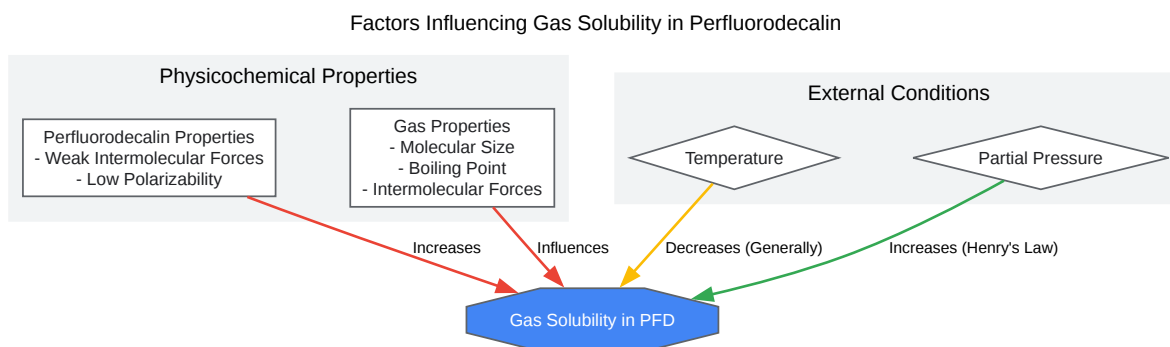 Factors Influencing Gas Solubility in Perfluorodecalin
Physicochemical Properties
Perfluorodecalin Properties
- Weak Intermolecular Forces
- Low Polarizability
Gas Properties
- Molecular Size
- Boiling Point
- Intermolecular Forces
External Conditions
Temperature
Partial Pressure
Increases
Influences
Decreases (Generally)
Increases (Henry's Law)
Gas Solubility in PFD